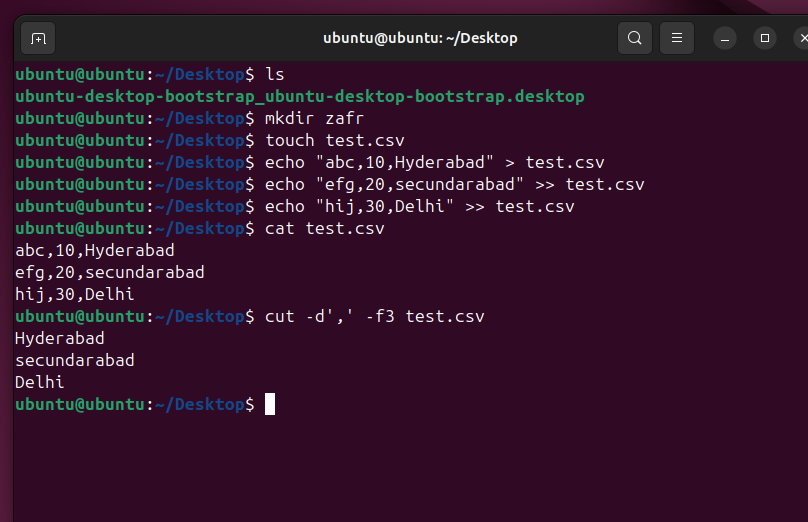 ubuntu@ubuntu: ~/Desktop
ubuntu@ubuntu:~/Desktop$ ls
ubuntu-desktop-bootstrap_ubuntu-desktop-bootstrap.desktop
ubuntu@ubuntu:~/Desktop$ mkdir zafr
ubuntu@ubuntu:~/Desktop$ touch test.csv
ubuntu@ubuntu:~/Desktop$ echo "abc,10,Hyderabad" > test.csv
ubuntu@ubuntu:~/Desktop$ echo "efg,20,secundarabad" >> test.csv
ubuntu@ubuntu:~/Desktop$ echo "hij,30,Delhi" >> test.csv
ubuntu@ubuntu:~/Desktop$ cat test.csv
abc,10,Hyderabad
efg,20,secundarabad
hij,30,Delhi
ubuntu@ubuntu:~/Desktop$ cut -d',' -f3 test.csv
Hyderabad
secundarabad
Delhi
ubuntu@ubuntu:~/Desktop$